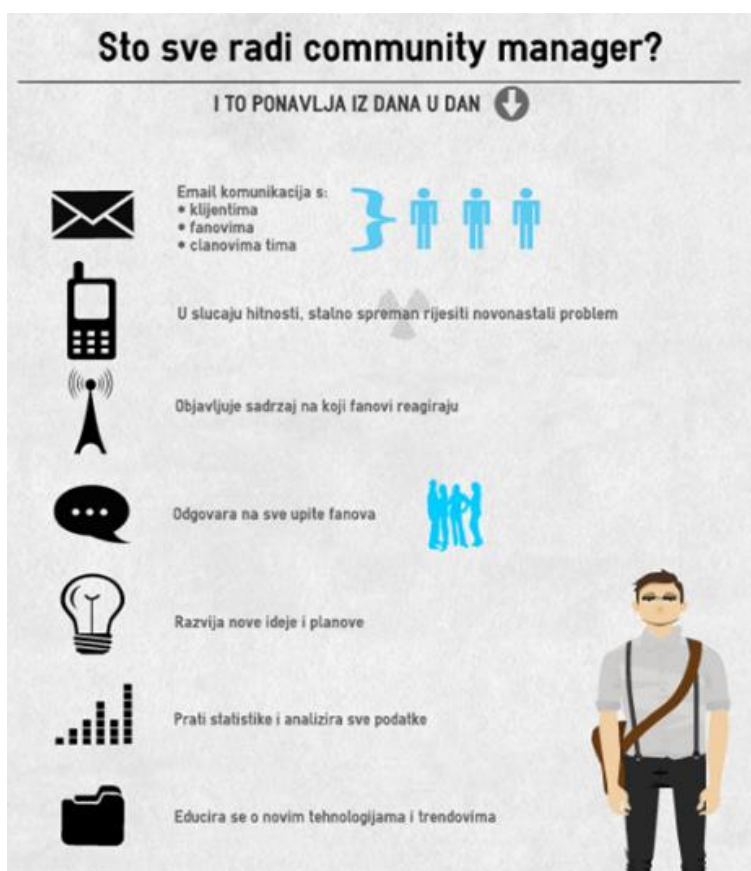 Sto sve radi community manager?
I TO PONAVLJA IZ DANA U DAN
Email komunikacija s:
• klijentima
• fanovima
• clanovima tima
U slucaju hitnosti, stalno spreman rijesiti novonastali problem
Objavljuje sadrzaj na koji fanovi reagiraju
Odgovara na sve upite fanova
Razvija nove ideje i planove
Prati statistike i analizira sve podatke
Educira se o novim tehnologijama i trendovima